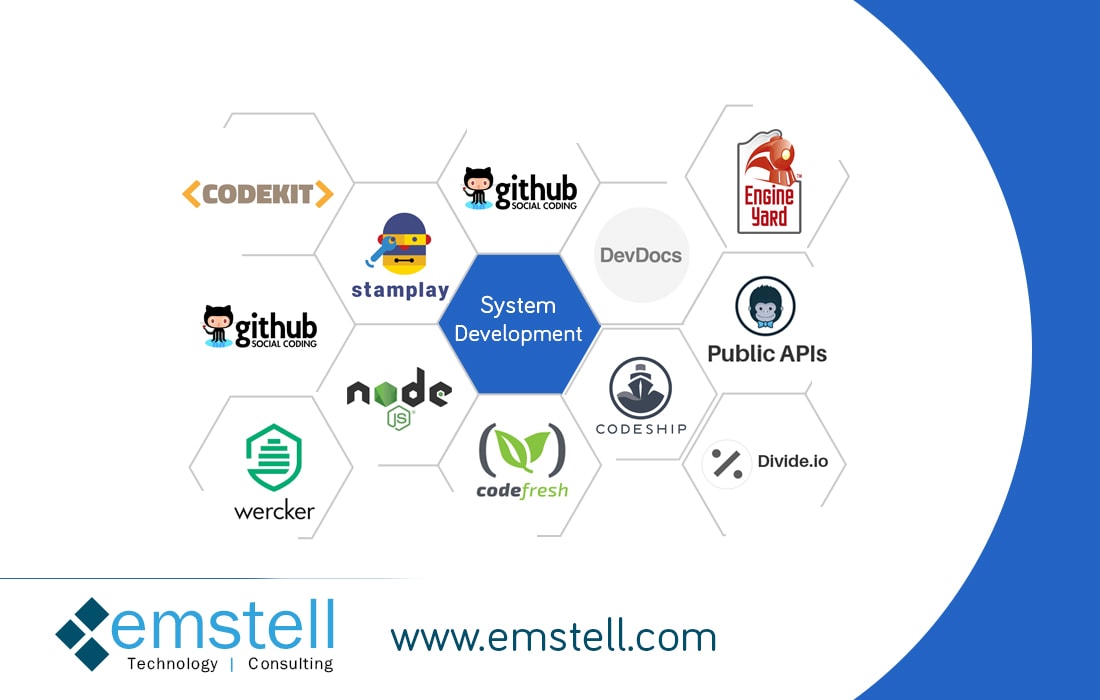 <CODEKIT>
stamplay
github
SOCIAL CODING
DevDocs
ENGINE
YARD
TM
github
SOCIAL CODING
System
Development
Public APIs
node
JS®
CODESHIP
wercker
(codefresh)
Divide.io
emstell
Technology | Consulting
www.emstell.com